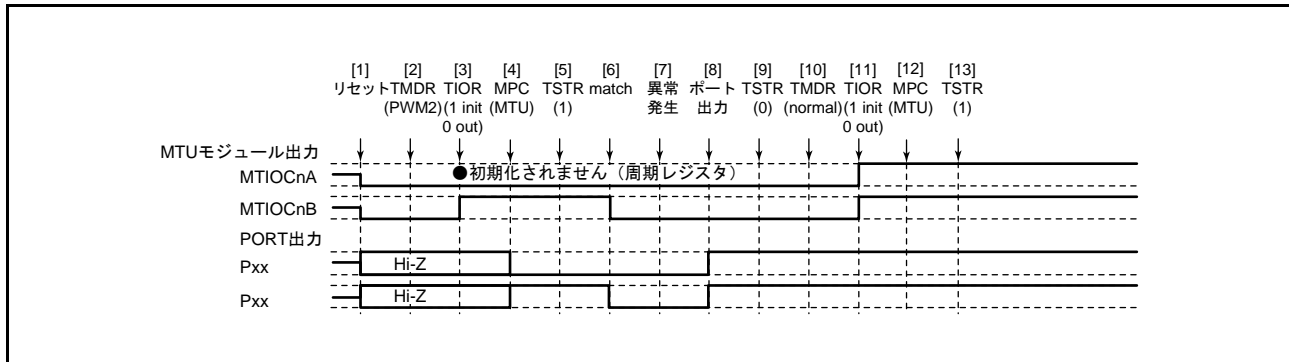 [1] [2] [3] [4] [5] [6] [7] [8] [9] [10] [11] [12] [13]
リセット TMDR TIOR MPC TSTR match 異常 ポート TSTR TMDR TIOR MPC TSTR
(PWM2) (1 init (MTU) (1) 発生 出力 (0) (normal) (1 init (MTU) (1)
0 out) 0 out)
MTUモジュール出力
MTIOCnA ●初期化されません（周期レジスタ）
MTIOCnB
PORT出力
Pxx Hi-Z
Pxx Hi-Z